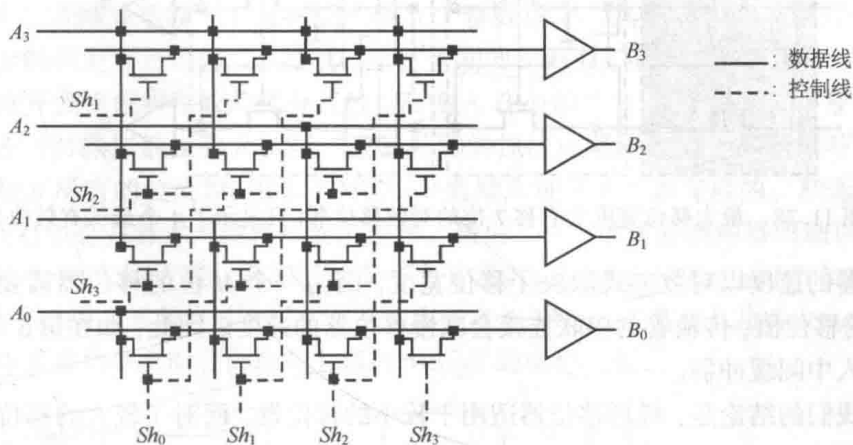 A₃
B₃
数据线
控制线
Sh₁
A₂
B₂
Sh₂
A₁
B₁
Sh₃
A₀
B₀
Sh₀ Sh₁ Sh₂ Sh₃